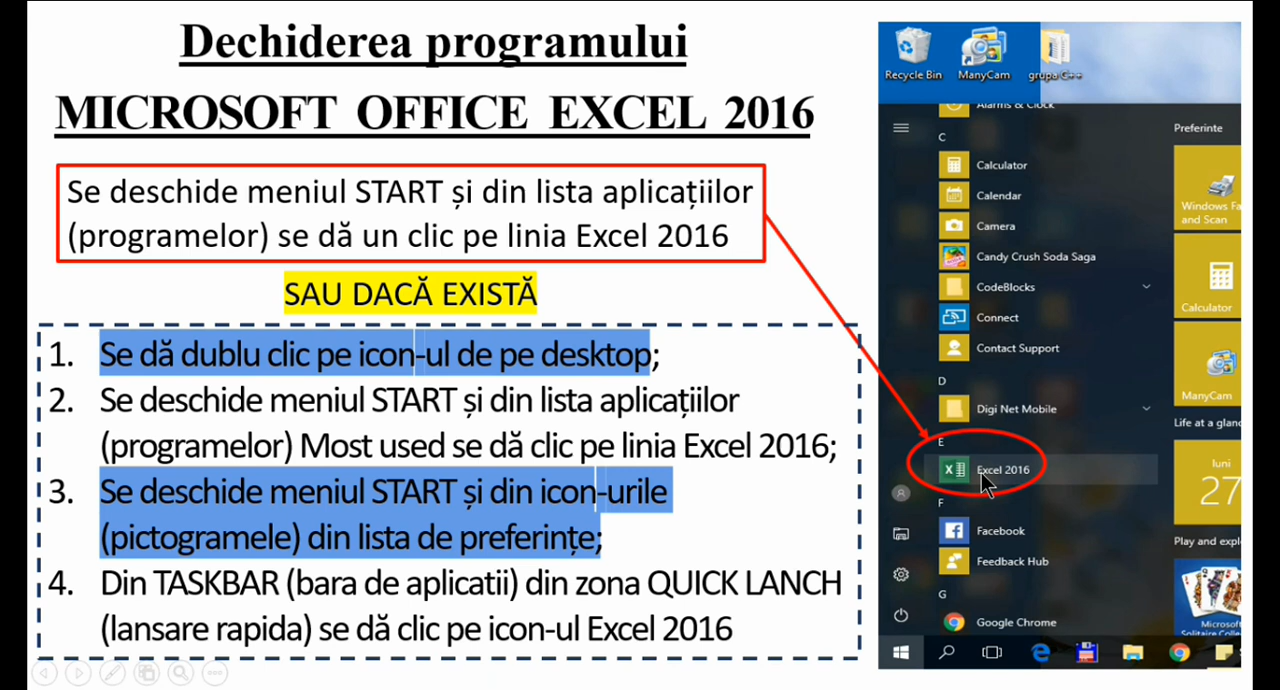 Dechiderea programului
MICROSOFT OFFICE EXCEL 2016
Se deschide meniul START și din lista aplicațiilor
(programelor) se dă un clic pe linia Excel 2016
SAU DACĂ EXISTĂ
1. Se dă dublu clic pe icon-ul de pe desktop;
2. Se deschide meniul START și din lista aplicațiilor
(programelor) Most used se dă clic pe linia Excel 2016;
3. Se deschide meniul START și din icon-urile
(pictogramele) din lista de preferințe;
4. Din TASKBAR (bara de aplicatii) din zona QUICK LANCH
(lansare rapida) se dă clic pe icon-ul Excel 2016
Recycle Bin
ManyCam
grupa C++
Alarms & Clock
C
Calculator
Calendar
Camera
Candy Crush Soda Saga
CodeBlocks
Connect
Contact Support
D
Digi Net Mobile
E
Excel 2016
F
Facebook
Feedback Hub
G
Google Chrome
Preferinte
Windows Fa
and Scan
Calculator
ManyCam
Life at a glanc
luni
27
Play and expl
Microsoft
Solitaire Colle